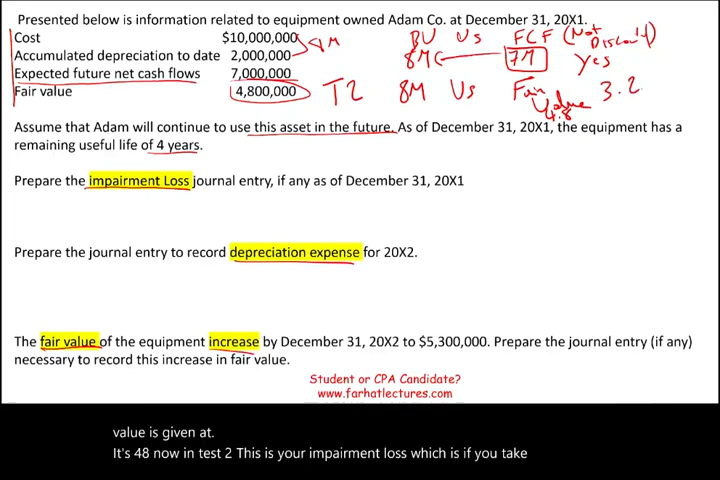 Presented below is information related to equipment owned Adam Co. at December 31, 20X1.
Cost $10,000,000 8M BV Vs FCF (Not Discount)
Accumulated depreciation to date 2,000,000 8M 7M Yes
Expected future net cash flows 7,000,000
Fair value 4,800,000 T2 8M Vs Fair Value 3.2
4.8
Assume that Adam will continue to use this asset in the future. As of December 31, 20X1, the equipment has a
remaining useful life of 4 years.
Prepare the impairment Loss journal entry, if any as of December 31, 20X1
Prepare the journal entry to record depreciation expense for 20X2.
The fair value of the equipment increase by December 31, 20X2 to $5,300,000. Prepare the journal entry (if any)
necessary to record this increase in fair value.
Student or CPA Candidate?
www.farhatlectures.com
value is given at.
It's 48 now in test 2 This is your impairment loss which is if you take